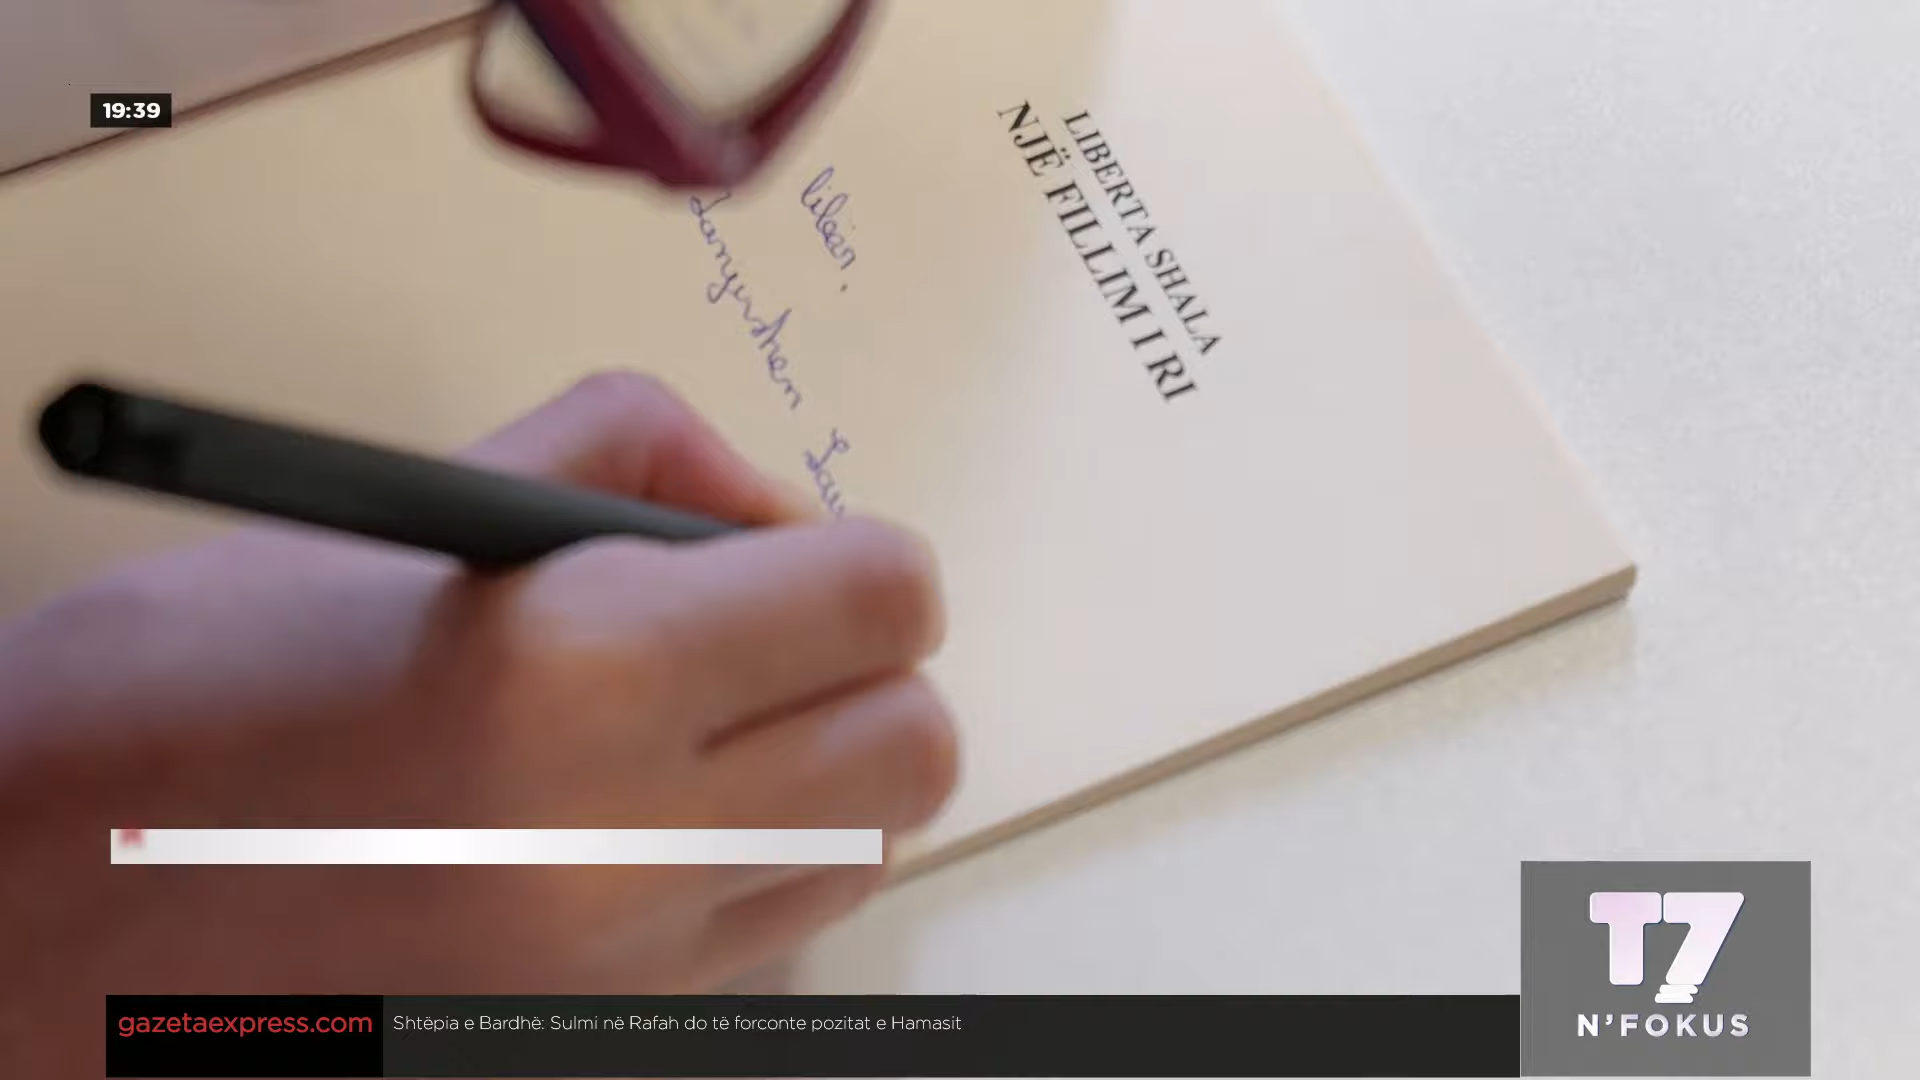 19:39
LIBERTA SHALA
NJË FILLIM I RI
gazetaexpress.com
Shtëpia e Bardhë: Sulmi në Rafah do të forconte pozitat e Hamasit
T7
N'FOKUS